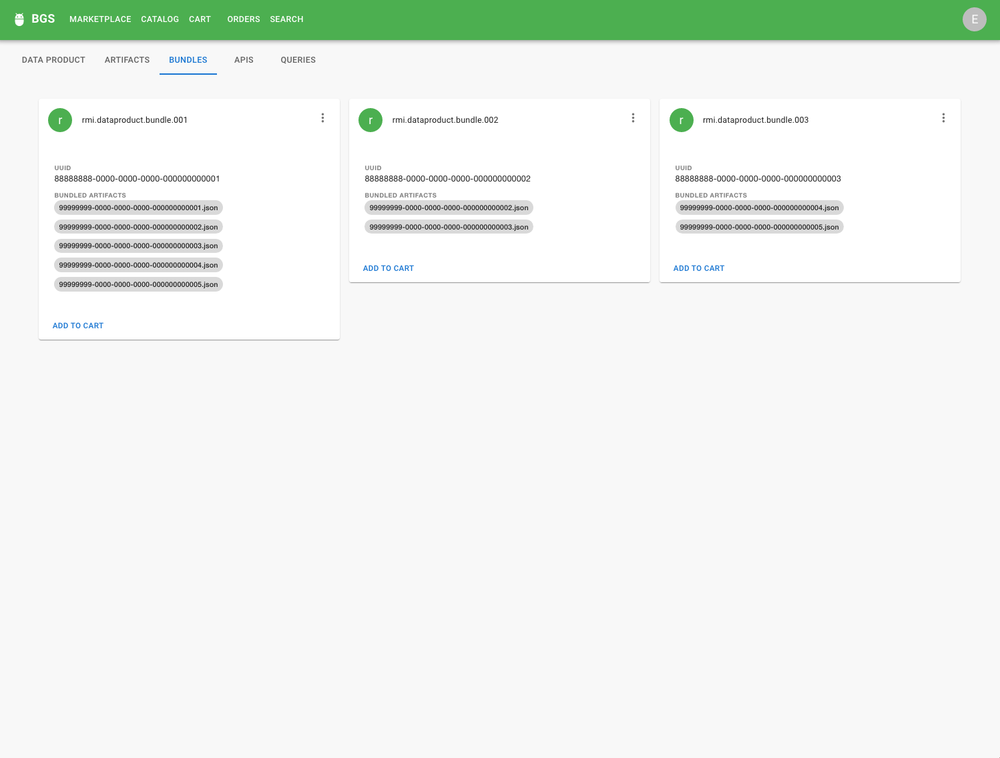 BGS MARKETPLACE CATALOG CART ORDERS SEARCH E
DATA PRODUCT ARTIFACTS BUNDLES APIS QUERIES
r rmi.dataproduct.bundle.001
UUID
88888888-0000-0000-0000-000000000001
BUNDLED ARTIFACTS
99999999-0000-0000-0000-000000000001.json
99999999-0000-0000-0000-000000000002.json
99999999-0000-0000-0000-000000000003.json
99999999-0000-0000-0000-000000000004.json
99999999-0000-0000-0000-000000000005.json
ADD TO CART
r rmi.dataproduct.bundle.002
UUID
88888888-0000-0000-0000-000000000002
BUNDLED ARTIFACTS
99999999-0000-0000-0000-000000000002.json
99999999-0000-0000-0000-000000000003.json
ADD TO CART
r rmi.dataproduct.bundle.003
UUID
88888888-0000-0000-0000-000000000003
BUNDLED ARTIFACTS
99999999-0000-0000-0000-000000000004.json
99999999-0000-0000-0000-000000000005.json
ADD TO CART